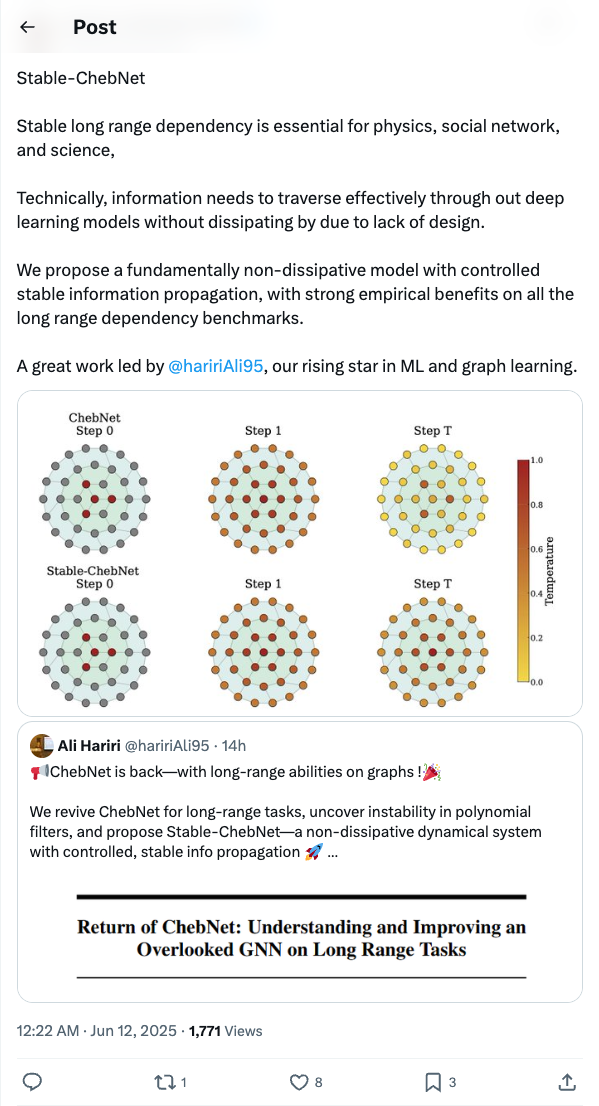 Post
Stable-ChebNet
Stable long range dependency is essential for physics, social network,
and science,
Technically, information needs to traverse effectively through out deep
learning models without dissipating by due to lack of design.
We propose a fundamentally non-dissipative model with controlled
stable information propagation, with strong empirical benefits on all the
long range dependency benchmarks.
A great work led by @haririAli95, our rising star in ML and graph learning.
ChebNet
Step 0
Step 1
Step T
1.0
0.8
0.6
0.4
0.2
0.0
Temperature
Stable-ChebNet
Step 0
Step 1
Step T
Ali Hariri @haririAli95 · 14h
📢ChebNet is back—with long-range abilities on graphs !🎉
We revive ChebNet for long-range tasks, uncover instability in polynomial
filters, and propose Stable-ChebNet—a non-dissipative dynamical system
with controlled, stable info propagation 🚀 ...
Return of ChebNet: Understanding and Improving an
Overlooked GNN on Long Range Tasks
12:22 AM · Jun 12, 2025 · 1,771 Views
1
8
3